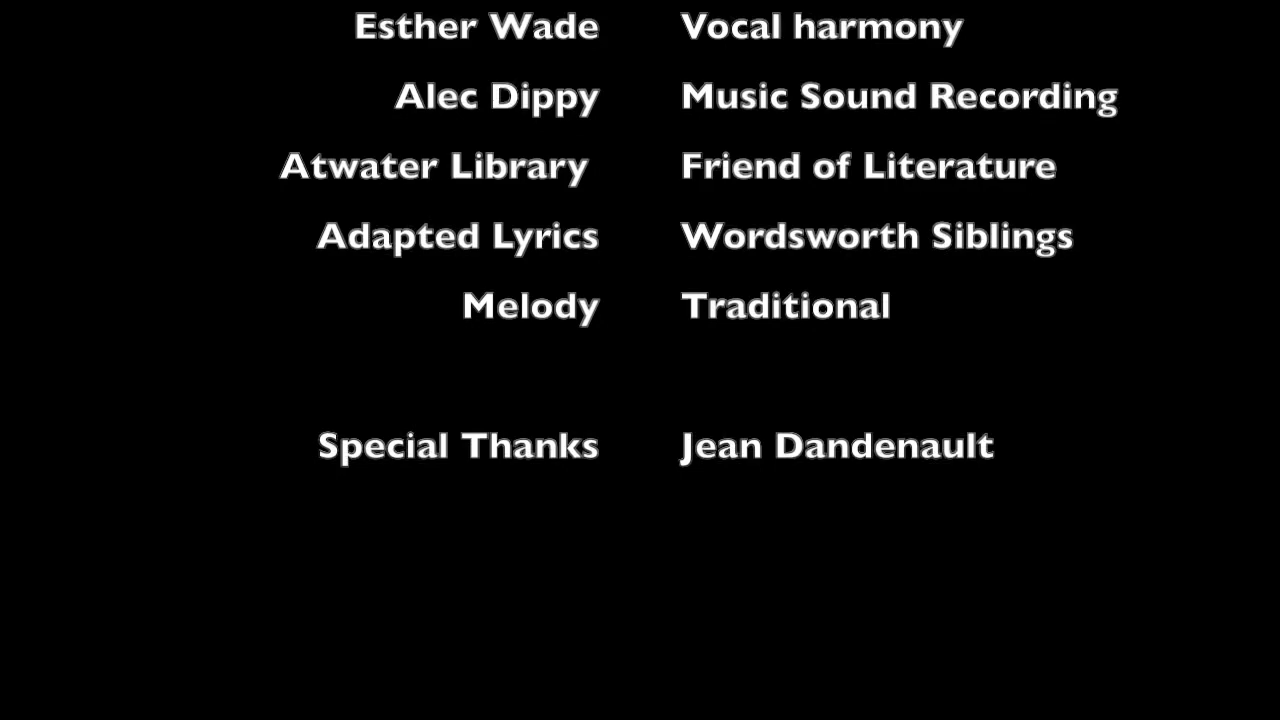 Esther Wade Vocal harmony
Alec Dippy Music Sound Recording
Atwater Library Friend of Literature
Adapted Lyrics Wordsworth Siblings
Melody Traditional
Special Thanks Jean Dandenault